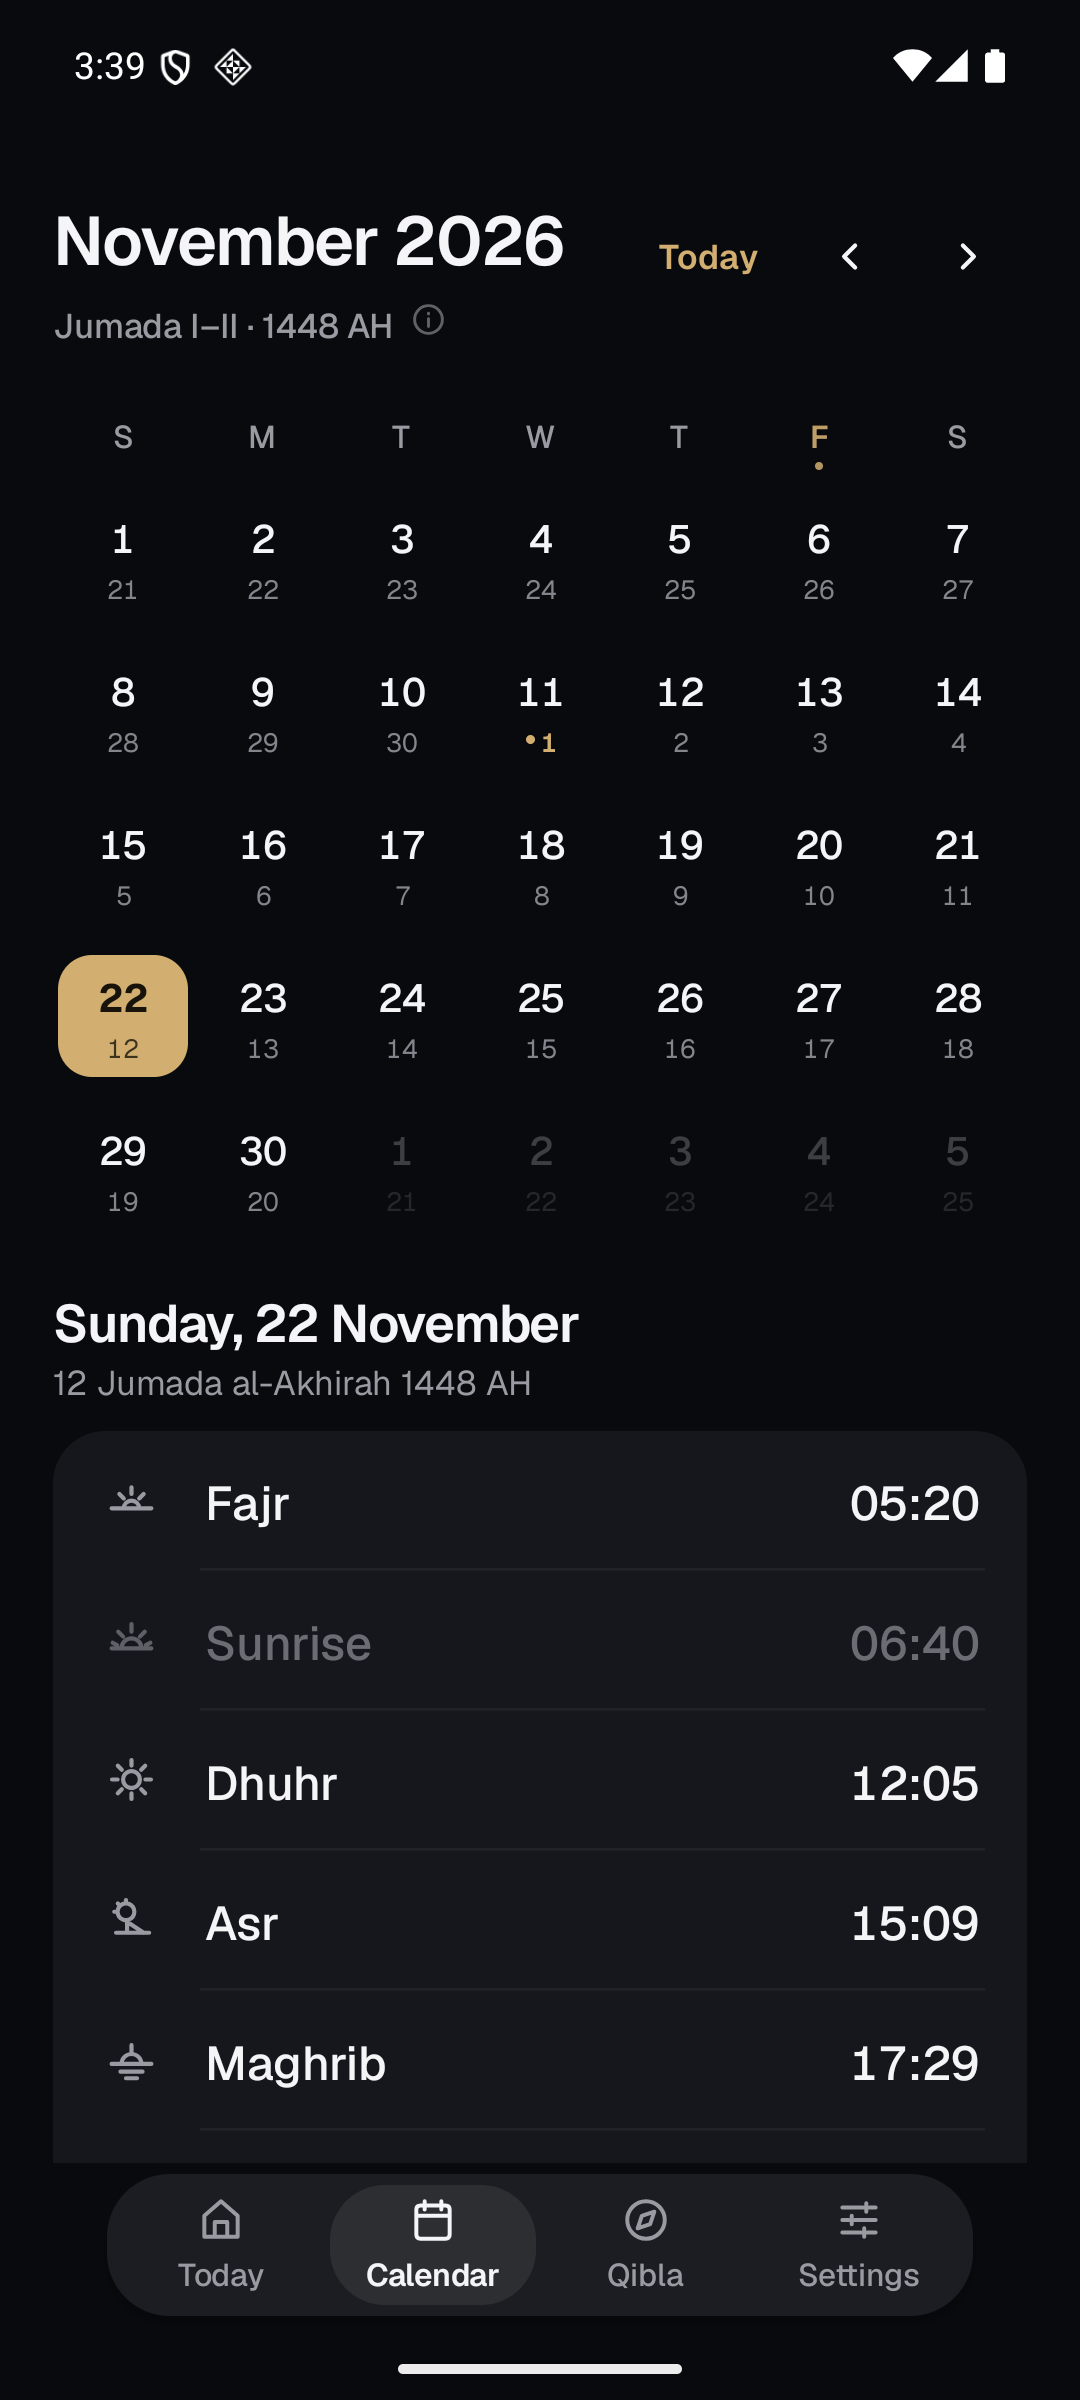 3:39
November 2026
Today
Jumada I–II · 1448 AH
S M T W T F S
1 2 3 4 5 6 7
21 22 23 24 25 26 27
8 9 10 11 12 13 14
28 29 30 •1 2 3 4
15 16 17 18 19 20 21
5 6 7 8 9 10 11
22 23 24 25 26 27 28
12 13 14 15 16 17 18
29 30 1 2 3 4 5
19 20 21 22 23 24 25
Sunday, 22 November
12 Jumada al-Akhirah 1448 AH
Fajr 05:20
Sunrise 06:40
Dhuhr 12:05
Asr 15:09
Maghrib 17:29
Today Calendar Qibla Settings